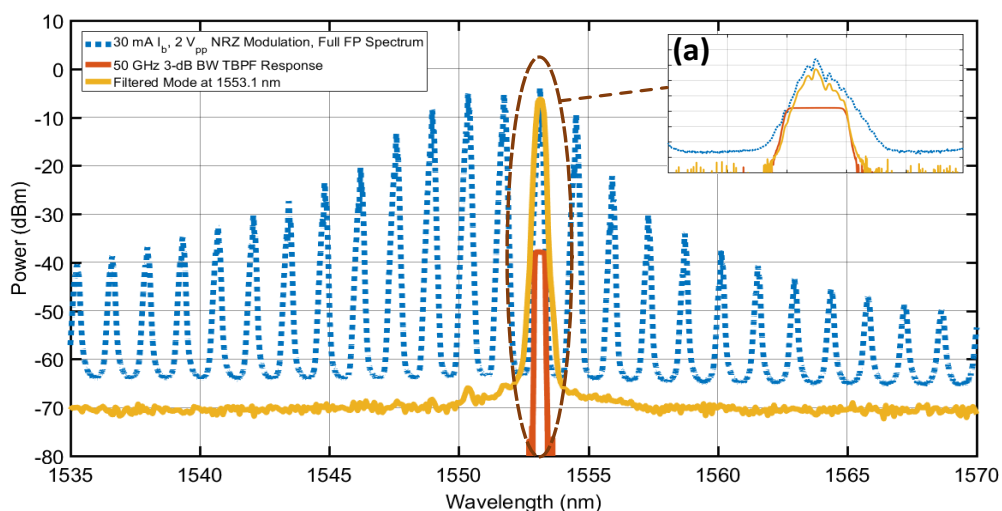 10
0
-10
-20
-30
-40
-50
-60
-70
-80
Power (dBm)
30 mA I_b, 2 V_pp NRZ Modulation, Full FP Spectrum
50 GHz 3-dB BW TBPF Response
Filtered Mode at 1553.1 nm
(a)
1535 1540 1545 1550 1555 1560 1565 1570
Wavelength (nm)